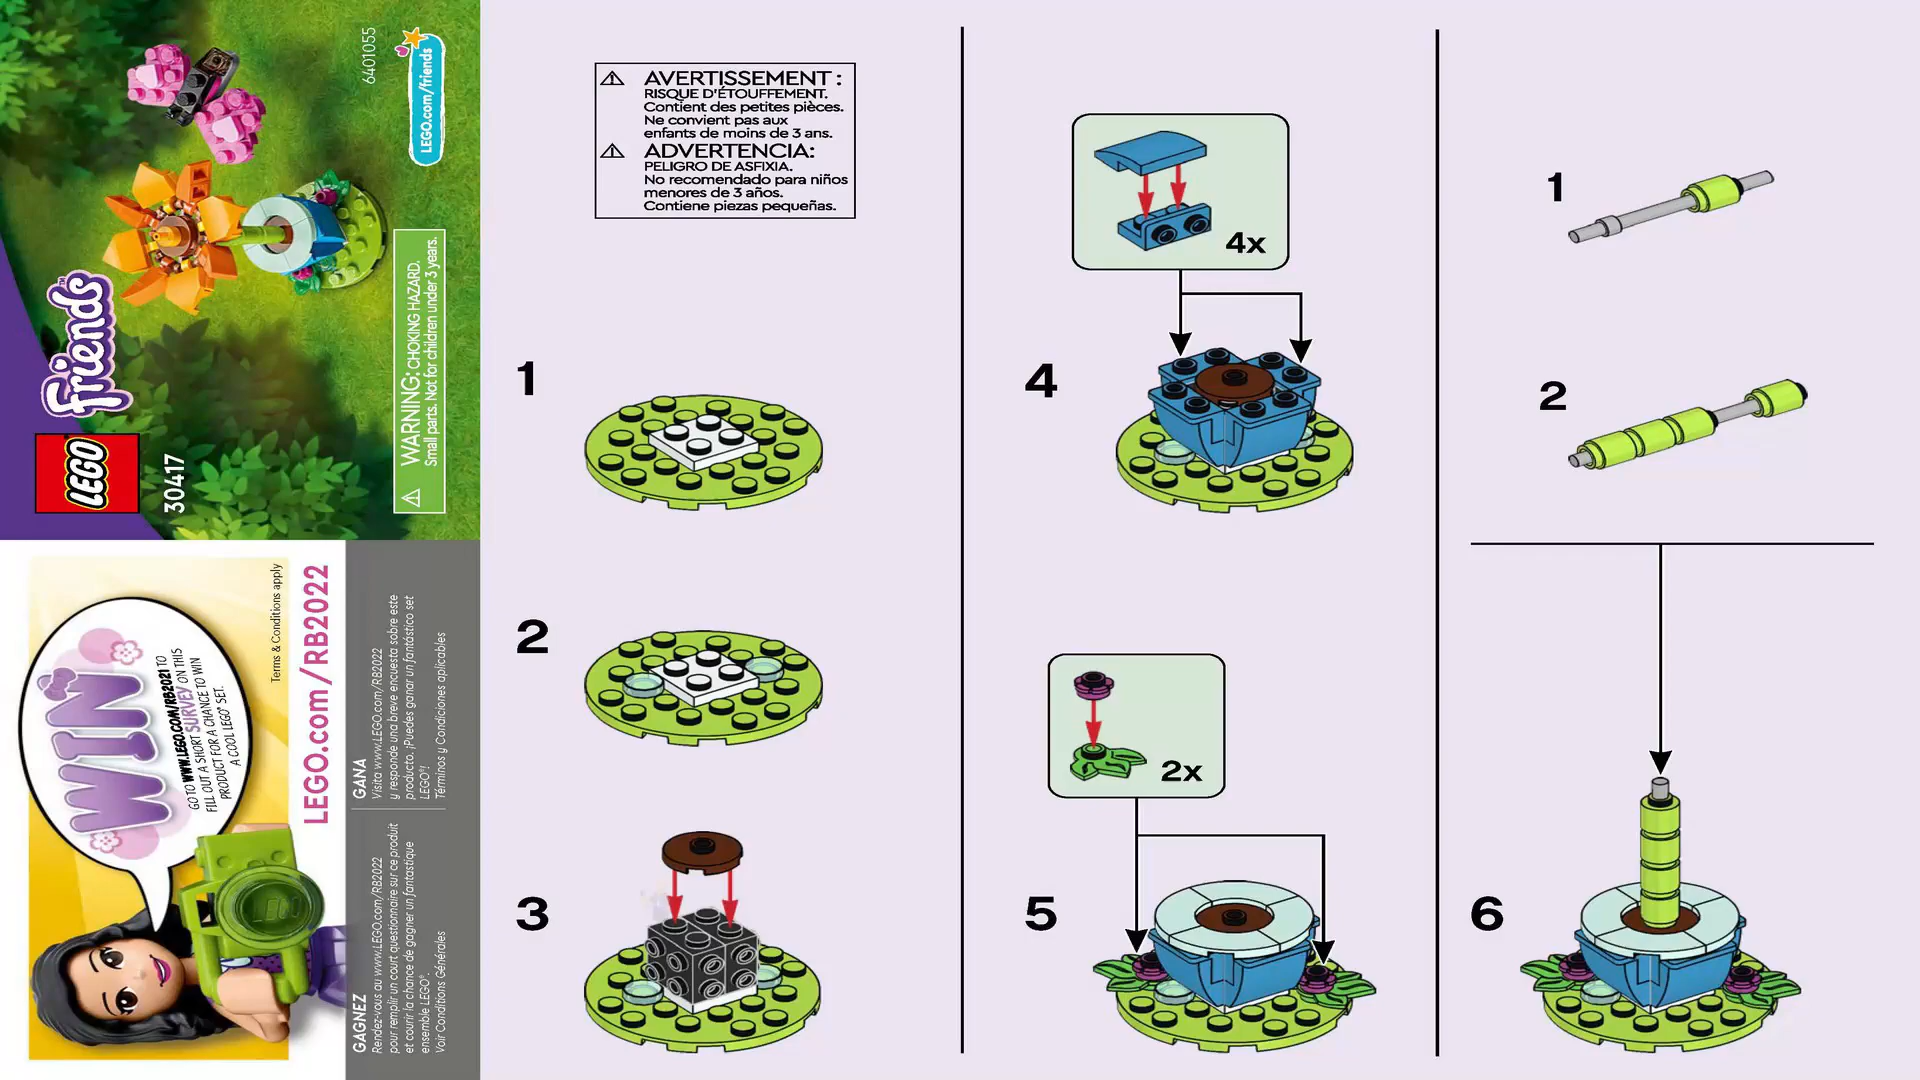 LEGO
Friends
™
30417
⚠ WARNING: CHOKING HAZARD.
Small parts. Not for children under 3 years.
6401055
LEGO.com/friends
WIN
GO TO WWW.LEGO.COM/RB2021 TO
FILL OUT A SHORT SURVEY ON THIS
PRODUCT FOR A CHANCE TO WIN
A COOL LEGO® SET.
Terms & Conditions apply
LEGO.com/RB2022
LEGO
GAGNEZ
Rendez-vous au www.LEGO.com/RB2022
pour remplir un court questionnaire sur ce produit
et courir la chance de gagner un fantastique
ensemble LEGO®.
Voir Conditions Générales
GANA
Visita www.LEGO.com/RB2022
y responde una breve encuesta sobre este
producto. ¡Puedes ganar un fantástico set
LEGO®!
Términos y Condiciones aplicables
⚠ AVERTISSEMENT :
RISQUE D'ÉTOUFFEMENT.
Contient des petites pièces.
Ne convient pas aux
enfants de moins de 3 ans.
⚠ ADVERTENCIA:
PELIGRO DE ASFIXIA.
No recomendado para niños
menores de 3 años.
Contiene piezas pequeñas.
1
2
3
4x
4
2x
5
1
2
6